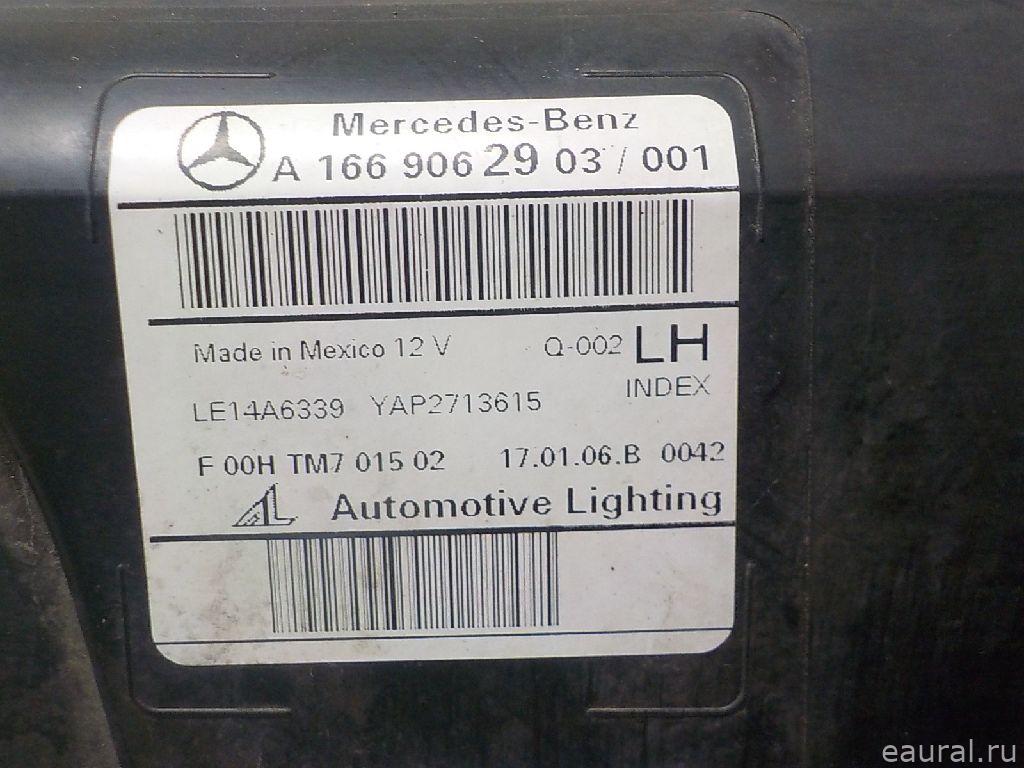 Mercedes-Benz
A 166 906 29 03 / 001
Made in Mexico 12 V Q-002 LH
INDEX
LE14A6339 YAP2713615
F 00H TM7 015 02 17.01.06.B 0042
AL Automotive Lighting
eaural.ru